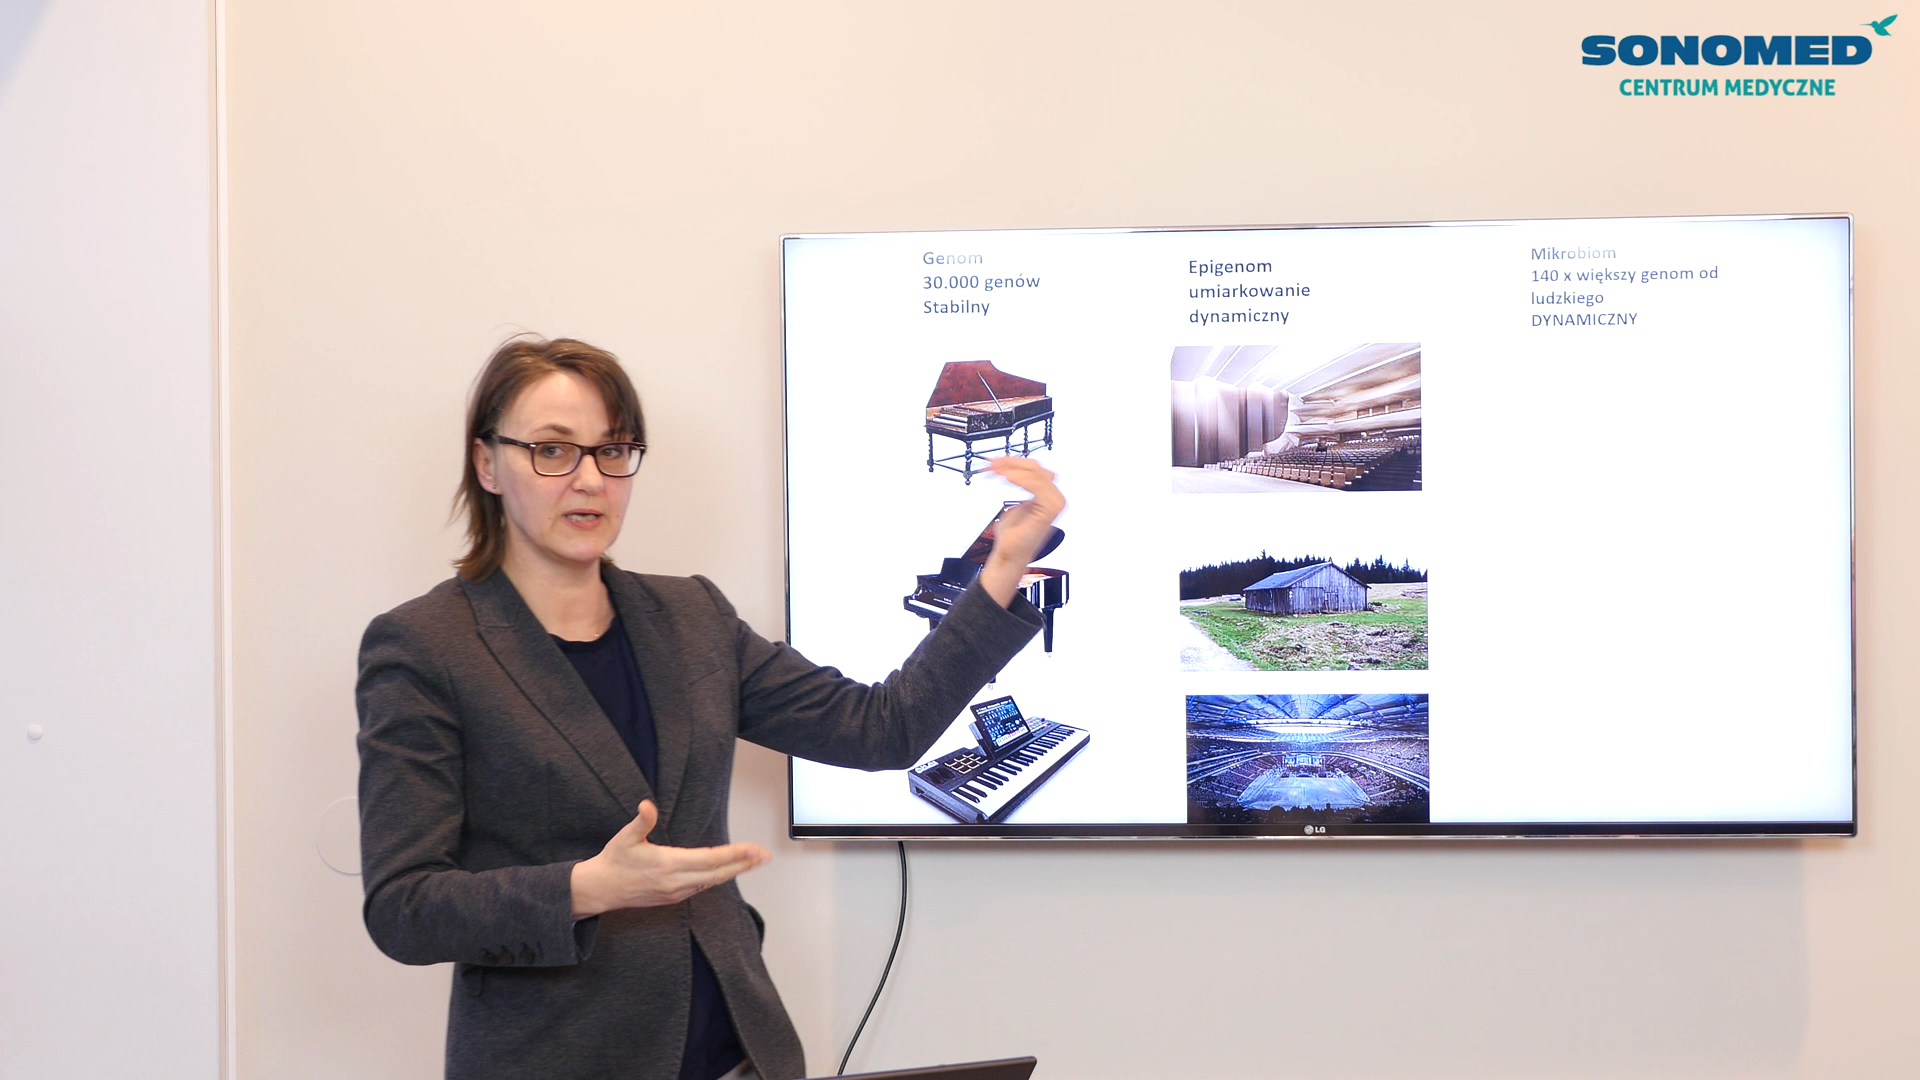 SONOMED
CENTRUM MEDYCZNE
Genom
30.000 genów
Stabilny
Epigenom
umiarkowanie
dynamiczny
Mikrobiom
140 x większy genom od
ludzkiego
DYNAMICZNY
LG